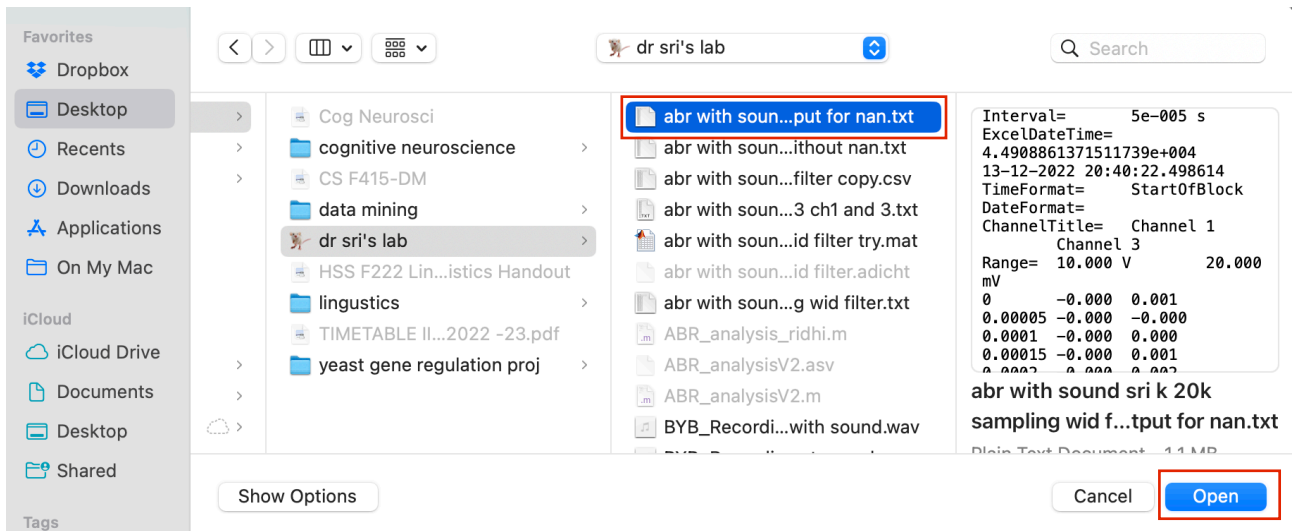 Favorites
Dropbox
Desktop
Recents
Downloads
Applications
On My Mac
iCloud
iCloud Drive
Documents
Desktop
Shared
Tags
dr sri's lab
Search
Cog Neurosci
cognitive neuroscience
CS F415-DM
data mining
dr sri's lab
HSS F222 Lin...istics Handout
lingustics
TIMETABLE II...2022 -23.pdf
yeast gene regulation proj
abr with soun...put for nan.txt
abr with soun...ithout nan.txt
abr with soun...filter copy.csv
abr with soun...3 ch1 and 3.txt
abr with soun...id filter try.mat
abr with soun...id filter.adicht
abr with soun...g wid filter.txt
ABR_analysis_ridhi.m
ABR_analysisV2.asv
ABR_analysisV2.m
BYB_Recordi...with sound.wav
Interval= 5e-005 s
ExcelDateTime=
4.4908861371511739e+004
13-12-2022 20:40:22.498614
TimeFormat= StartOfBlock
DateFormat=
ChannelTitle= Channel 1
Channel 3
Range= 10.000 V 20.000
mV
0 -0.000 0.001
0.00005 -0.000 -0.000
0.0001 -0.000 0.000
0.00015 -0.000 0.001
0.0002 -0.000 0.002
abr with sound sri k 20k
sampling wid f...tput for nan.txt
Plain Text Document - 1.1 MB
Show Options
Cancel
Open